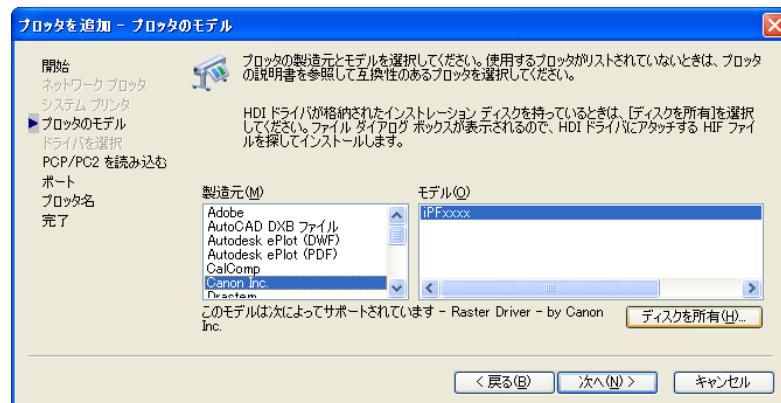 プロッタを追加 - プロッタのモデル
開始
ネットワーク プロッタ
システム プリンタ
プロッタのモデル
ドライバを選択
PCP/PC2 を読み込む
ポート
プロッタ名
完了
プロッタの製造元とモデルを選択してください。使用するプロッタがリストされていないときは、プロッタ
の説明書を参照して互換性のあるプロッタを選択してください。
HDI ドライバが格納されたインストレーション ディスクを持っているときは、[ディスクを所有]を選択
してください。ファイル ダイアログ ボックスが表示されるので、HDI ドライバにアタッチする HIF ファイ
ルを探してインストールします。
製造元(M)
Adobe
AutoCAD DXB ファイル
Autodesk ePlot (DWF)
Autodesk ePlot (PDF)
CalComp
Canon Inc.
Drastem
モデル(O)
iPFxxxx
このモデルは次によってサポートされています - Raster Driver - by Canon
Inc.
ディスクを所有(H)...
< 戻る(B)
次へ(N) >
キャンセル